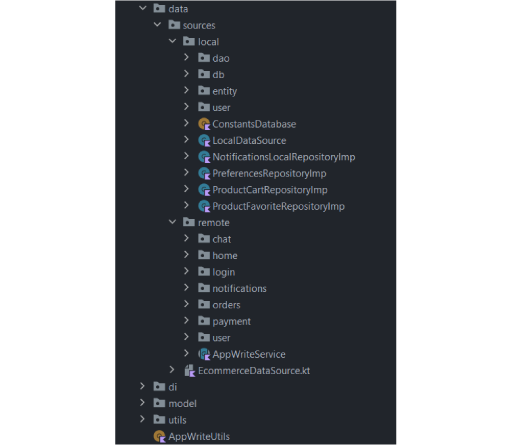 data
sources
local
dao
db
entity
user
ConstantsDatabase
LocalDataSource
NotificationsLocalRepositoryImp
PreferencesRepositoryImp
ProductCartRepositoryImp
ProductFavoriteRepositoryImp
remote
chat
home
login
notifications
orders
payment
user
AppWriteService
EcommerceDataSource.kt
di
model
utils
AppWriteUtils